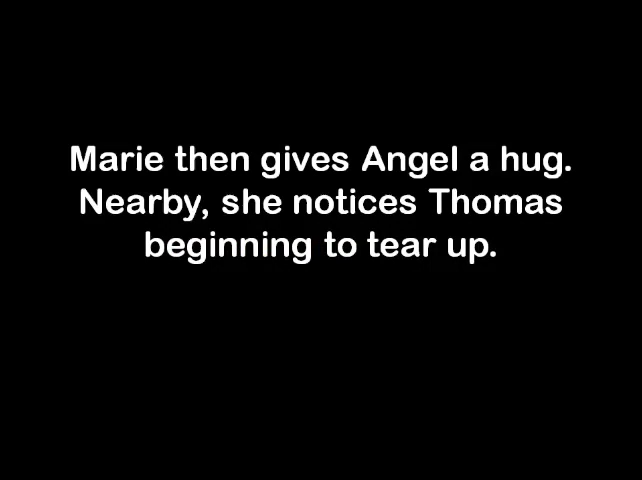 Marie then gives Angel a hug.
Nearby, she notices Thomas
beginning to tear up.